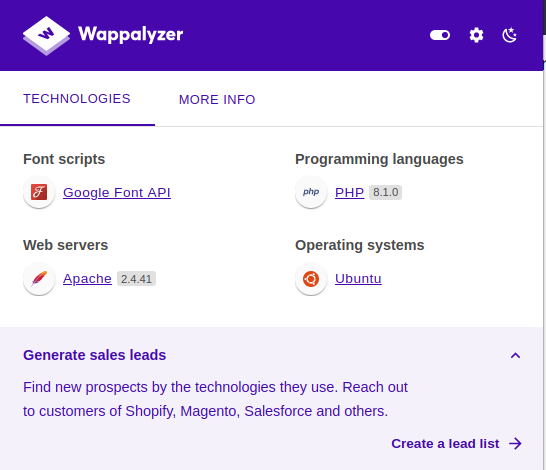 Wappalyzer
TECHNOLOGIES
MORE INFO
Font scripts
Google Font API
Programming languages
php
PHP 8.1.0
Web servers
Apache 2.4.41
Operating systems
Ubuntu
Generate sales leads
Find new prospects by the technologies they use. Reach out
to customers of Shopify, Magento, Salesforce and others.
Create a lead list